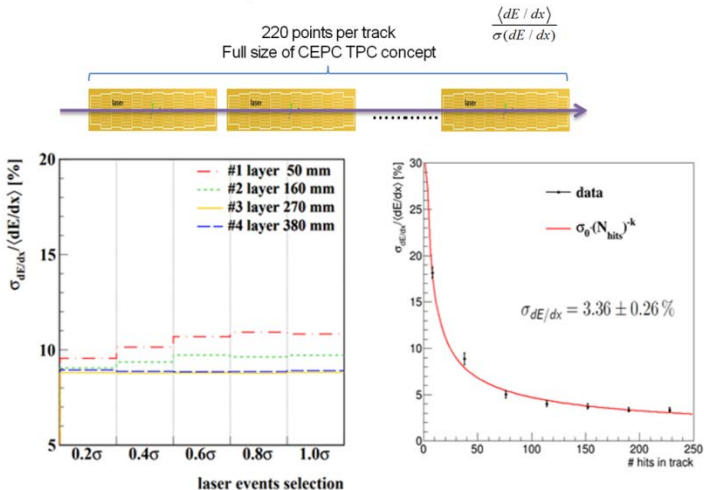 220 points per track
Full size of CEPC TPC concept
⟨dE / dx⟩
σ(dE / dx)
laser
laser
laser
σdE/dx/⟨dE/dx⟩ [%]
20
15
10
5
#1 layer 50 mm
#2 layer 160 mm
#3 layer 270 mm
#4 layer 380 mm
0.2σ 0.4σ 0.6σ 0.8σ 1.0σ
laser events selection
σdE/dx/⟨dE/dx⟩ [%]
30
25
20
15
10
5
0
data
σ0·(Nhits)-k
σdE/dx = 3.36 ± 0.26 %
0 50 100 150 200 250
# hits in track